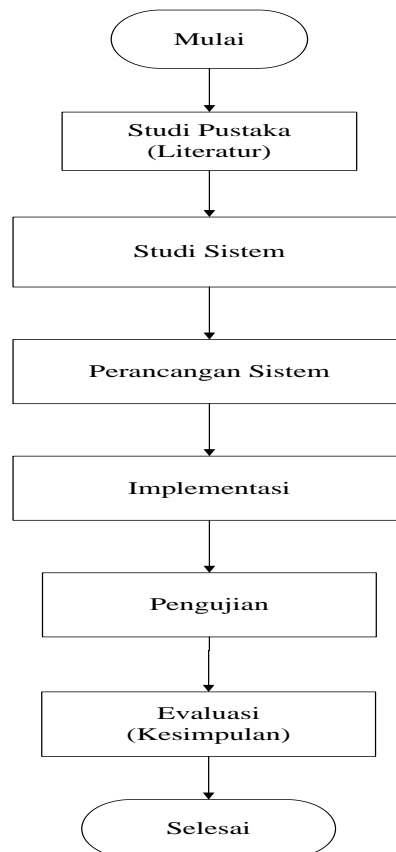 Mulai
Studi Pustaka
(Literatur)
Studi Sistem
Perancangan Sistem
Implementasi
Pengujian
Evaluasi
(Kesimpulan)
Selesai